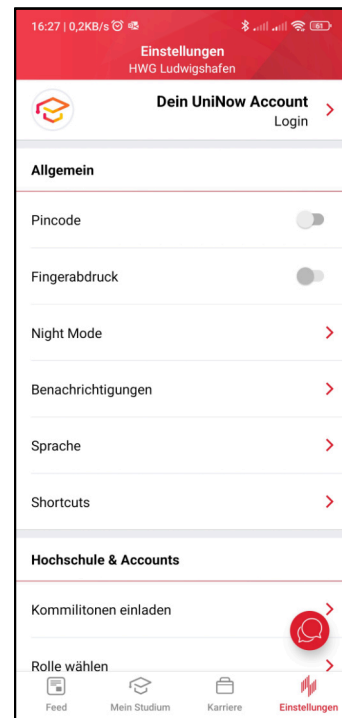 16:27 | 0,2KB/s
61
Einstellungen
HWG Ludwigshafen
Dein UniNow Account
Login
Allgemein
Pincode
Fingerabdruck
Night Mode
Benachrichtigungen
Sprache
Shortcuts
Hochschule & Accounts
Kommilitonen einladen
Rolle wählen
Feed
Mein Studium
Karriere
Einstellungen